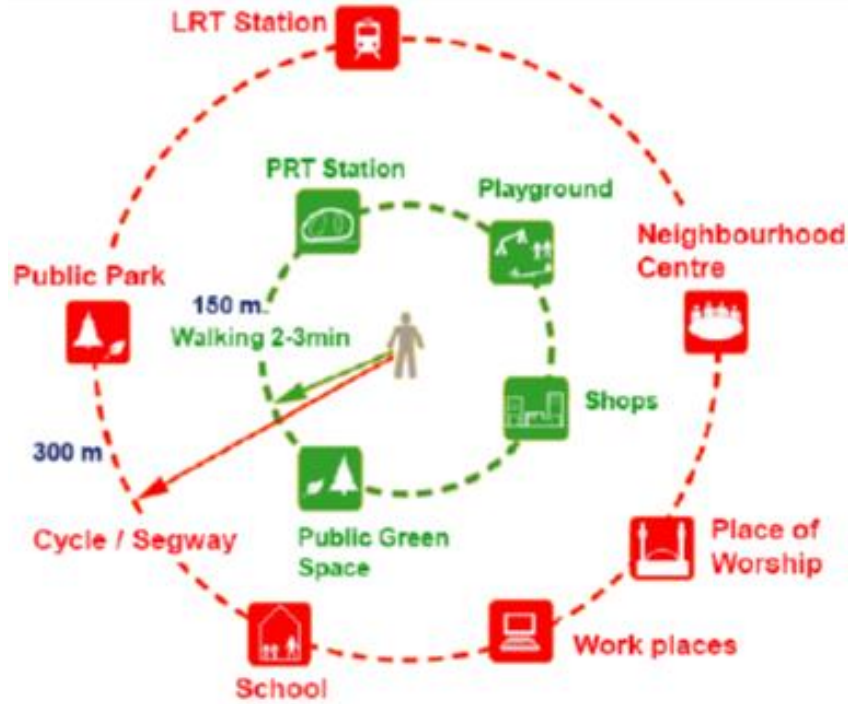 LRT Station
PRT Station
Playground
Neighbourhood
Centre
Public Park
150 m.
Walking 2-3min
Shops
300 m
Cycle / Segway
Public Green
Space
Place of
Worship
Work places
School